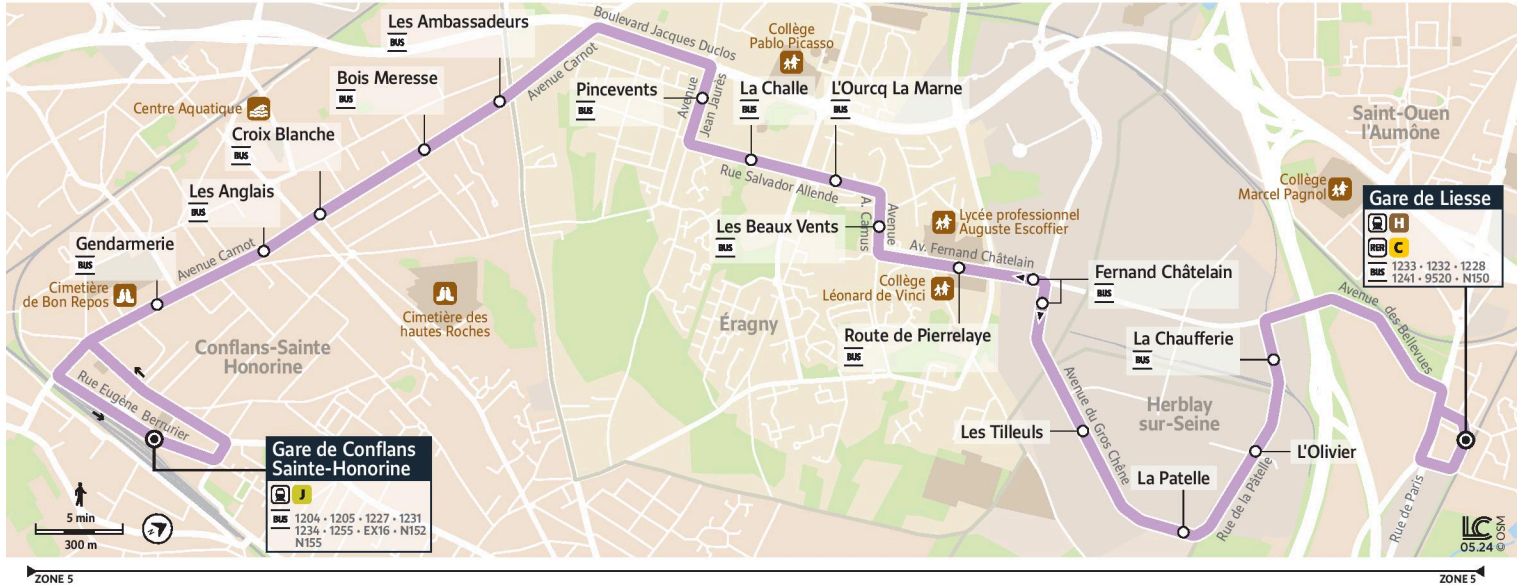 Les Ambassadeurs
BUS
Boulevard Jacques Duclos
Avenue Carnot
Collège
Pablo Picasso
Bois Meresse
BUS
Pincevents
BUS
Avenue
Jean Jaurès
La Challe
BUS
L'Ourcq La Marne
BUS
Centre Aquatique
Croix Blanche
BUS
Saint-Ouen
l'Aumône
Les Anglais
BUS
Rue Salvador Allende
Collège
Marcel Pagnol
Gare de Liesse
H
RER C
BUS 1233 • 1232 • 1228
1241 • 9520 • N150
Gendarmerie
BUS
Avenue Carnot
Les Beaux Vents
BUS
Avenue
A. Camus
Lycée professionnel
Auguste Escoffier
Av. Fernand Châtelain
Cimetière
de Bon Repos
Cimetière des
hautes Roches
Collège
Léonard de Vinci
Fernand Châtelain
BUS
Éragny
Route de Pierrelaye
BUS
La Chaufferie
BUS
Avenue des Bellevues
Conflans-Sainte
Honorine
Rue Eugène Berrurier
Avenue du Gros Chêne
Herblay
sur-Seine
Les Tilleuls
L'Olivier
La Patelle
Rue de la Patelle
Rue de Paris
Gare de Conflans
Sainte-Honorine
J
BUS 1204 • 1205 • 1227 • 1231
1234 • 1255 • EX16 • N152
N155
5 min
300 m
N
LC
05.24 © OSM
ZONE 5
ZONE 5